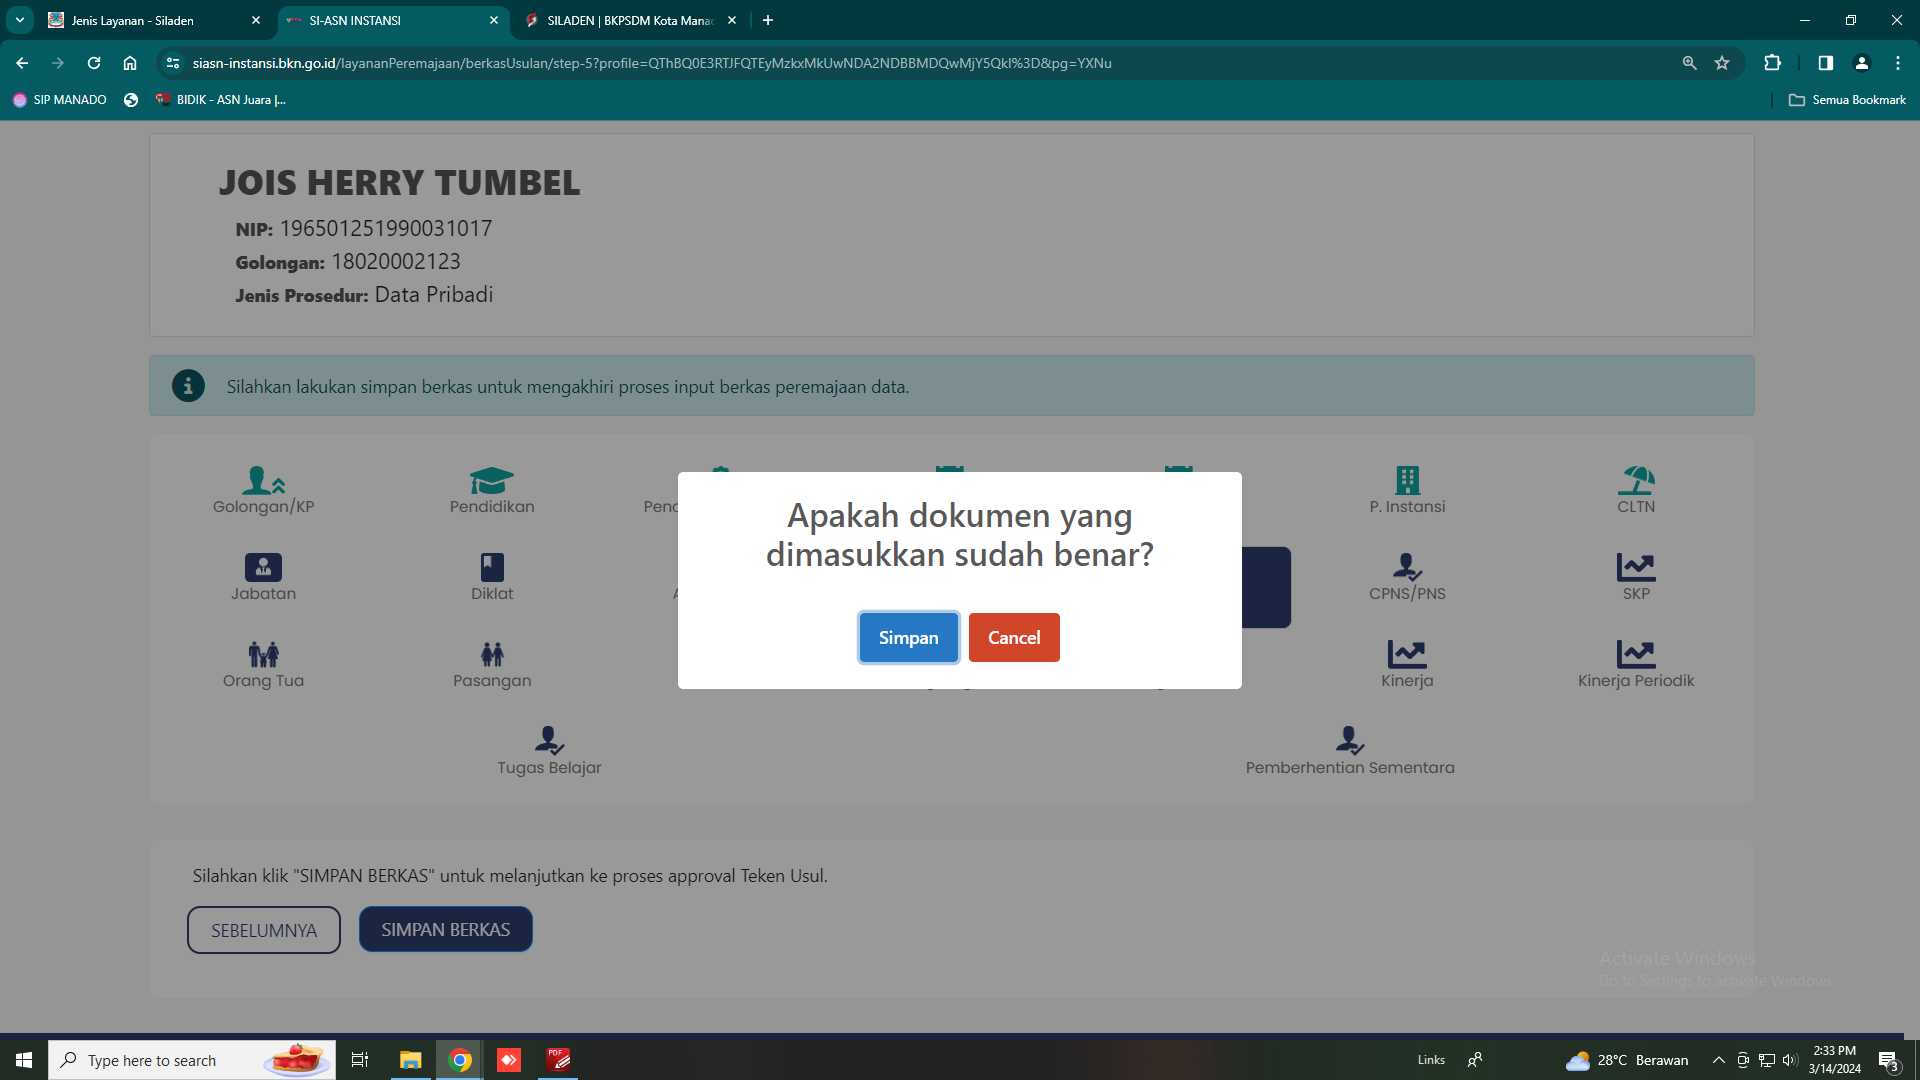 Jenis Layanan - Siladen
SI-ASN INSTANSI
SILADEN | BKPSDM Kota Mana
siasn-instansi.bkn.go.id/layananPeremajaan/berkasUsulan/step-5?profile=QThBQ0E3RTJFQTEyMzkxMkUwNDA2NDBBMDQwMjY5QkI%3D&pg=YXNu
SIP MANADO
BIDIK - ASN Juara |...
Semua Bookmark
JOIS HERRY TUMBEL
NIP: 196501251990031017
Golongan: 18020002123
Jenis Prosedur: Data Pribadi
Silahkan lakukan simpan berkas untuk mengakhiri proses input berkas peremajaan data.
Golongan/KP
Pendidikan
P. Instansi
CLTN
Apakah dokumen yang
dimasukkan sudah benar?
Simpan
Cancel
Jabatan
Diklat
CPNS/PNS
SKP
Orang Tua
Pasangan
Kinerja
Kinerja Periodik
Tugas Belajar
Pemberhentian Sementara
Silahkan klik "SIMPAN BERKAS" untuk melanjutkan ke proses approval Teken Usul.
SEBELUMNYA
SIMPAN BERKAS
Activate Windows
Go to Settings to activate Windows.
Type here to search
PDF
Links
28°C Berawan
2:33 PM
3/14/2024
3